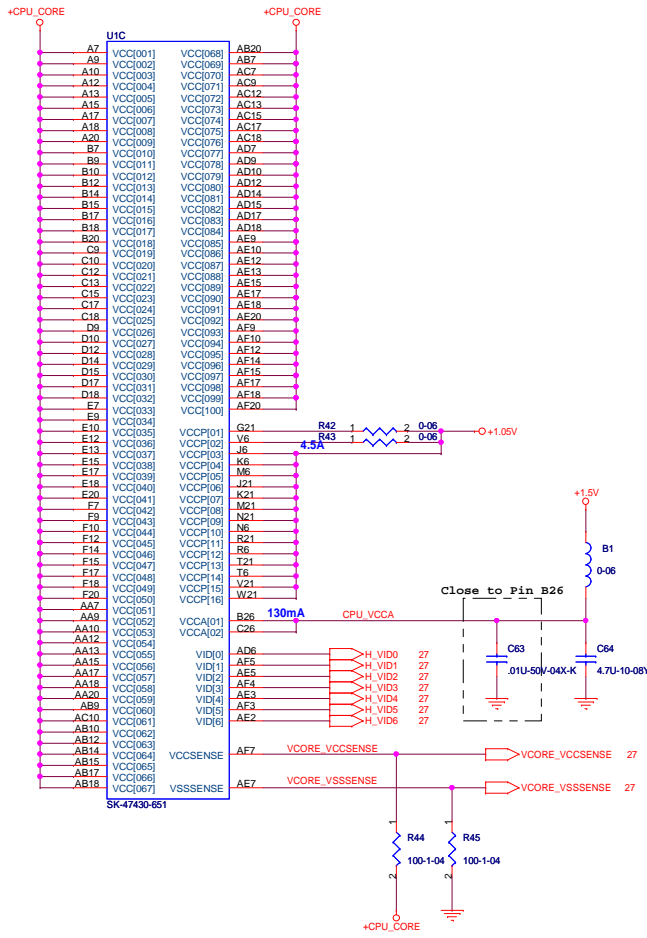 +CPU_CORE +CPU_CORE
U1C
A7 VCC[001] VCC[068] AB20
A9 VCC[002] VCC[069] AB7
A10 VCC[003] VCC[070] AC7
A12 VCC[004] VCC[071] AC9
A13 VCC[005] VCC[072] AC12
A15 VCC[006] VCC[073] AC13
A17 VCC[007] VCC[074] AC15
A18 VCC[008] VCC[075] AC17
A20 VCC[009] VCC[076] AC18
B7 VCC[010] VCC[077] AD7
B9 VCC[011] VCC[078] AD9
B10 VCC[012] VCC[079] AD10
B12 VCC[013] VCC[080] AD12
B14 VCC[014] VCC[081] AD14
B15 VCC[015] VCC[082] AD15
B17 VCC[016] VCC[083] AD17
B18 VCC[017] VCC[084] AD18
B20 VCC[018] VCC[085] AE9
C9 VCC[019] VCC[086] AE10
C10 VCC[020] VCC[087] AE12
C12 VCC[021] VCC[088] AE13
C13 VCC[022] VCC[089] AE15
C15 VCC[023] VCC[090] AE17
C17 VCC[024] VCC[091] AE18
C18 VCC[025] VCC[092] AE20
D9 VCC[026] VCC[093] AF9
D10 VCC[027] VCC[094] AF10
D12 VCC[028] VCC[095] AF12
D14 VCC[029] VCC[096] AF14
D15 VCC[030] VCC[097] AF15
D17 VCC[031] VCC[098] AF17
D18 VCC[032] VCC[099] AF18
E7 VCC[033] VCC[100] AF20
E9 VCC[034]
E10 VCC[035] VCCP[01] G21 R42 1 2 0-06 +1.05V
E12 VCC[036] VCCP[02] V6 R43 1 2 0-06
E13 VCC[037] VCCP[03] J6 4.5A
E15 VCC[038] VCCP[04] K6
E17 VCC[039] VCCP[05] M6
E18 VCC[040] VCCP[06] J21
E20 VCC[041] VCCP[07] K21
F7 VCC[042] VCCP[08] M21
F9 VCC[043] VCCP[09] N21
F10 VCC[044] VCCP[10] N6
F12 VCC[045] VCCP[11] R21
F14 VCC[046] VCCP[12] R6
F15 VCC[047] VCCP[13] T21
F17 VCC[048] VCCP[14] T6
F18 VCC[049] VCCP[15] V21
F20 VCC[050] VCCP[16] W21
+1.5V
B1
0-06
Close to Pin B26
AA7 VCC[051]
AA9 VCC[052] VCCA[01] B26 130mA CPU_VCCA
AA10 VCC[053] VCCA[02] C26
AA12 VCC[054]
C63
.01U-50V-04X-K
C64
4.7U-10-08Y
AA13 VCC[055] VID[0] AD6 H_VID0 27
AA15 VCC[056] VID[1] AF5 H_VID1 27
AA17 VCC[057] VID[2] AE5 H_VID2 27
AA18 VCC[058] VID[3] AF4 H_VID3 27
AA20 VCC[059] VID[4] AE3 H_VID4 27
AB9 VCC[060] VID[5] AF3 H_VID5 27
AC10 VCC[061] VID[6] AE2 H_VID6 27
AB10 VCC[062]
AB12 VCC[063]
AB14 VCC[064] VCCSENSE AF7 VCORE_VCCSENSE VCORE_VCCSENSE 27
AB15 VCC[065]
AB17 VCC[066]
AB18 VCC[067] VSSSENSE AE7 VCORE_VSSSENSE VCORE_VSSSENSE 27
SK-47430-651
1 1
R44 R45
100-1-04 100-1-04
2 2
+CPU_CORE